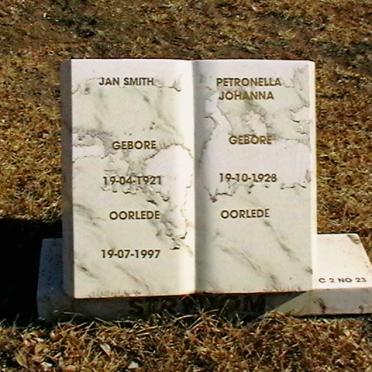 JAN SMITH
GEBORE
19-04-1921
OORLEDE
19-07-1997
PETRONELLA
JOHANNA
GEBORE
19-10-1928
OORLEDE
C 2 NO 23